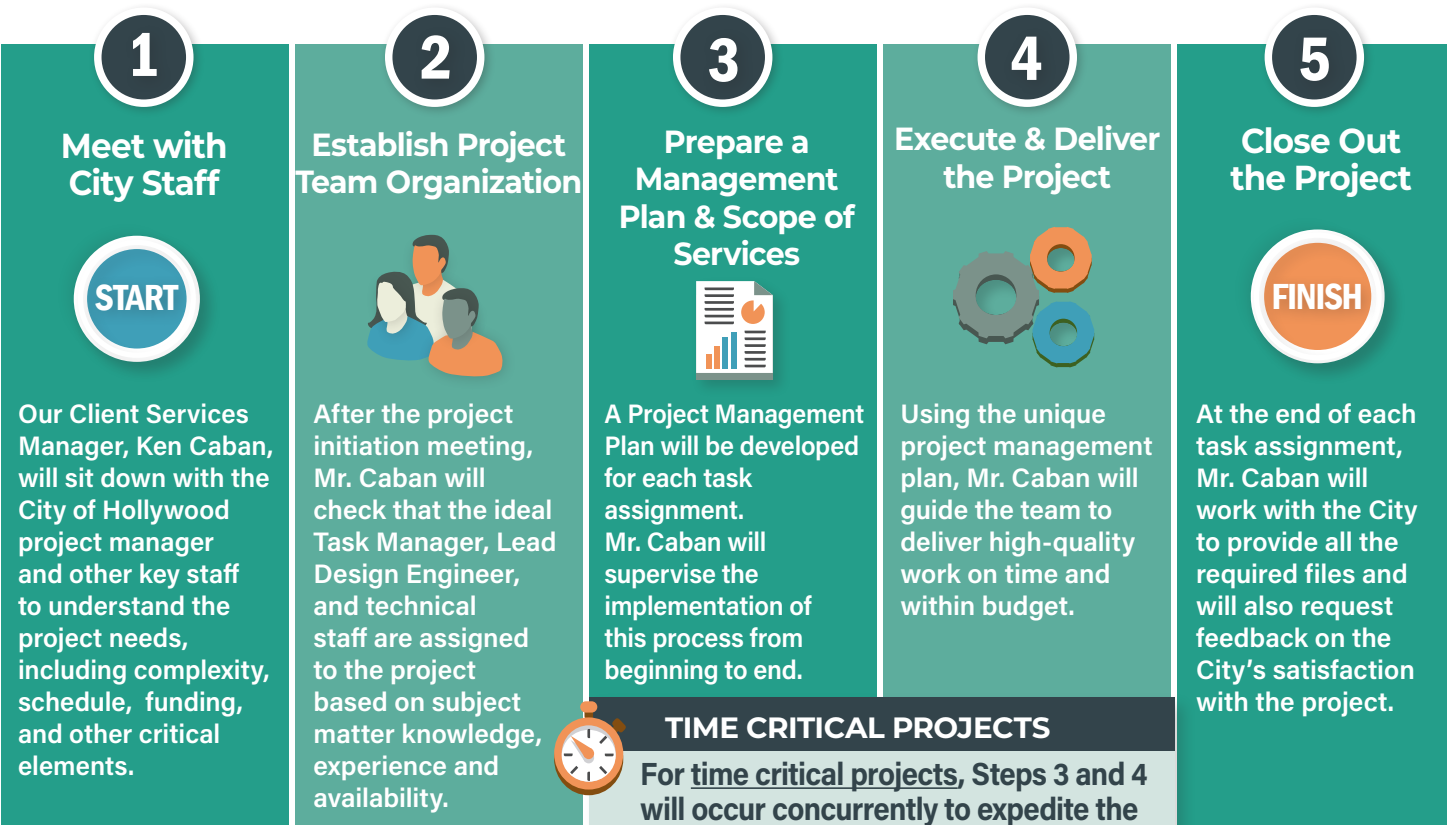 1
Meet with
City Staff
START
Our Client Services
Manager, Ken Caban,
will sit down with the
City of Hollywood
project manager
and other key staff
to understand the
project needs,
including complexity,
schedule, funding,
and other critical
elements.
2
Establish Project
Team Organization
After the project
initiation meeting,
Mr. Caban will
check that the ideal
Task Manager, Lead
Design Engineer,
and technical
staff are assigned
to the project
based on subject
matter knowledge,
experience and
availability.
3
Prepare a
Management
Plan & Scope of
Services
A Project Management
Plan will be developed
for each task
assignment.
Mr. Caban will
supervise the
implementation of
this process from
beginning to end.
4
Execute & Deliver
the Project
Using the unique
project management
plan, Mr. Caban will
guide the team to
deliver high-quality
work on time and
within budget.
TIME CRITICAL PROJECTS
For time critical projects, Steps 3 and 4
will occur concurrently to expedite the
5
Close Out
the Project
FINISH
At the end of each
task assignment,
Mr. Caban will
work with the City
to provide all the
required files and
will also request
feedback on the
City's satisfaction
with the project.